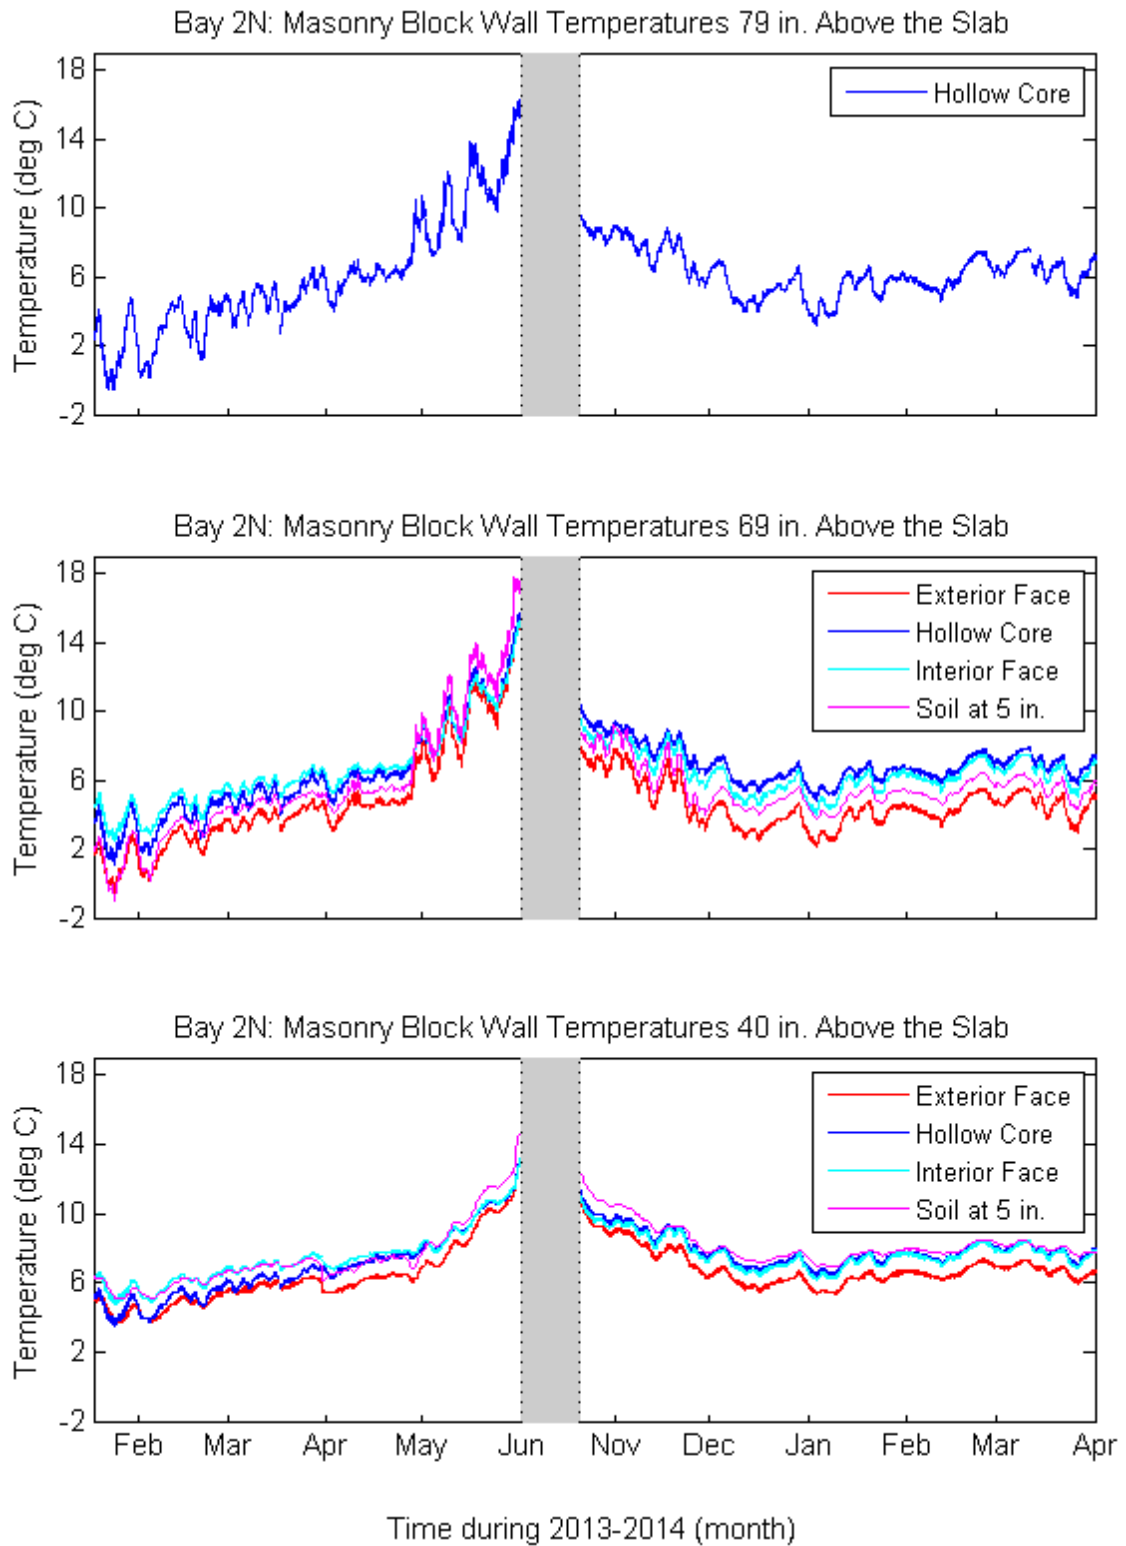 Bay 2N: Masonry Block Wall Temperatures 79 in. Above the Slab
18
14
10
6
2
-2
Temperature (deg C)
Hollow Core
Bay 2N: Masonry Block Wall Temperatures 69 in. Above the Slab
18
14
10
6
2
-2
Temperature (deg C)
Exterior Face
Hollow Core
Interior Face
Soil at 5 in.
Bay 2N: Masonry Block Wall Temperatures 40 in. Above the Slab
18
14
10
6
2
-2
Temperature (deg C)
Exterior Face
Hollow Core
Interior Face
Soil at 5 in.
Feb Mar Apr May Jun Nov Dec Jan Feb Mar Apr
Time during 2013-2014 (month)